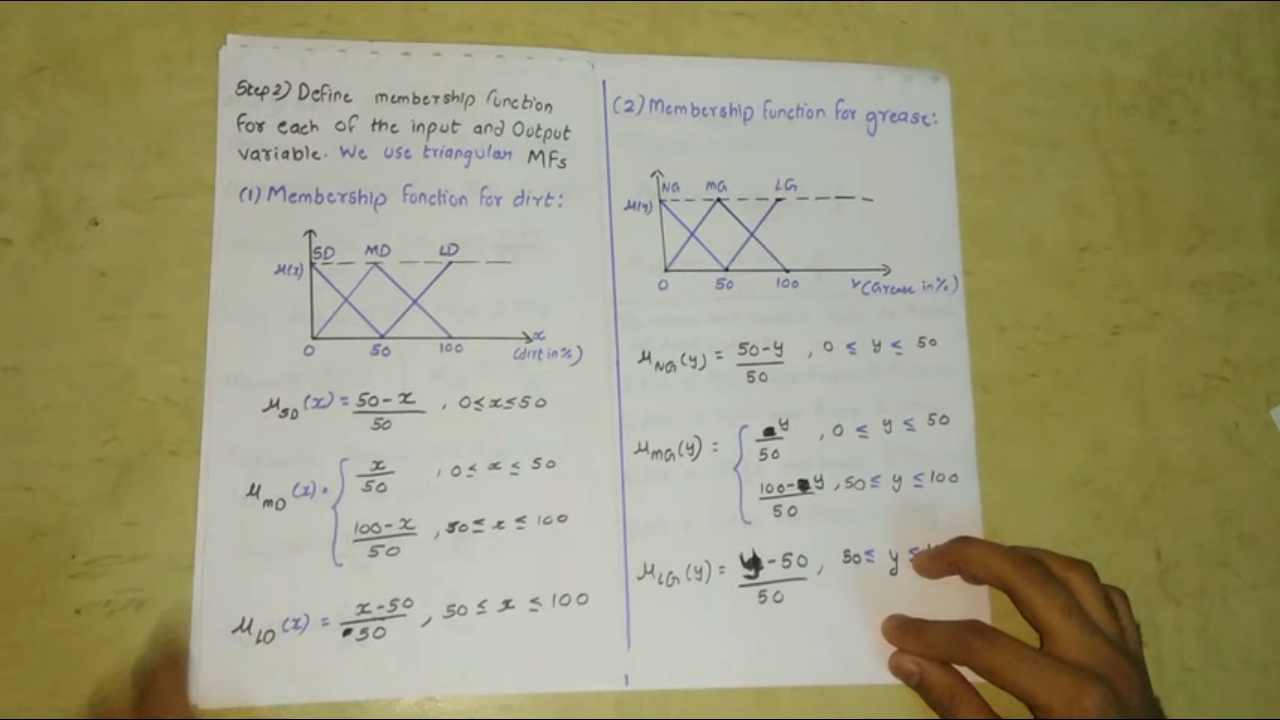 Step 2) Define membership function
for each of the input and Output
variable. We use triangular MFs
(1) Membership Function for dirt:
SD MD LD
μ(x)
0 50 100
x
(dirt in %)
μSD(x) = 50-x / 50 , 0≤x≤50
μMD(x) = { x / 50 , 0 ≤ x ≤ 50
100-x / 50 , 50 ≤ x ≤ 100
μLD(x) = x-50 / 50 , 50 ≤ x ≤ 100
(2) Membership function for grease:
NG MG LG
μ(y)
0 50 100 Y (Grease in %)
μNG(y) = 50-y / 50 , 0 ≤ y ≤ 50
μMG(y) = { y / 50 , 0 ≤ y ≤ 50
100-y / 50 , 50 ≤ y ≤ 100
μLG(y) = y-50 / 50 , 50 ≤ y ≤